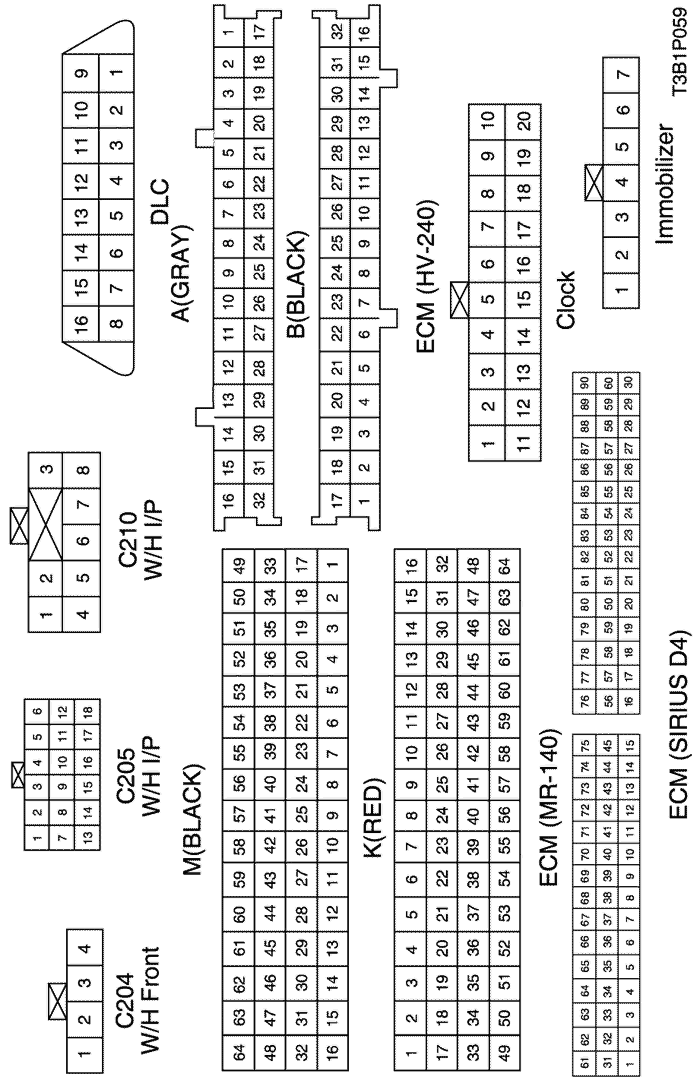 1 2 3 4
C204
W/H Front
1 2 3 4 5 6
7 8 9 10 11 12
13 14 15 16 17 18
C205
W/H I/P
1 2 3
4 5 6 7 8
C210
W/H I/P
16 15 14 13 12 11 10 9
8 7 6 5 4 3 2 1
DLC
M(BLACK)
64 63 62 61 60 59 58 57 56 55 54 53 52 51 50 49
48 47 46 45 44 43 42 41 40 39 38 37 36 35 34 33
32 31 30 29 28 27 26 25 24 23 22 21 20 19 18 17
16 15 14 13 12 11 10 9 8 7 6 5 4 3 2 1
K(RED)
1 2 3 4 5 6 7 8 9 10 11 12 13 14 15 16
17 18 19 20 21 22 23 24 25 26 27 28 29 30 31 32
33 34 35 36 37 38 39 40 41 42 43 44 45 46 47 48
49 50 51 52 53 54 55 56 57 58 59 60 61 62 63 64
ECM (MR-140)
A(GRAY)
16 15 14 13 12 11 10 9 8 7 6 5 4 3 2 1
32 31 30 29 28 27 26 25 24 23 22 21 20 19 18 17
B(BLACK)
17 18 19 20 21 22 23 24 25 26 27 28 29 30 31 32
1 2 3 4 5 6 7 8 9 10 11 12 13 14 15 16
ECM (HV-240)
1 2 3 4 5 6 7 8 9 10
11 12 13 14 15 16 17 18 19 20
Clock
61 62 63 64 65 66 67 68 69 70 71 72 73 74 75
31 32 33 34 35 36 37 38 39 40 41 42 43 44 45
1 2 3 4 5 6 7 8 9 10 11 12 13 14 15
76 77 78 79 80 81 82 83 84 85 86 87 88 89 90
56 57 58 59 50 51 52 53 54 55 56 57 58 59 60
16 17 18 19 20 21 22 23 24 25 26 27 28 29 30
ECM (SIRIUS D4)
1 2 3 4 5 6 7
Immobilizer
T3B1P059